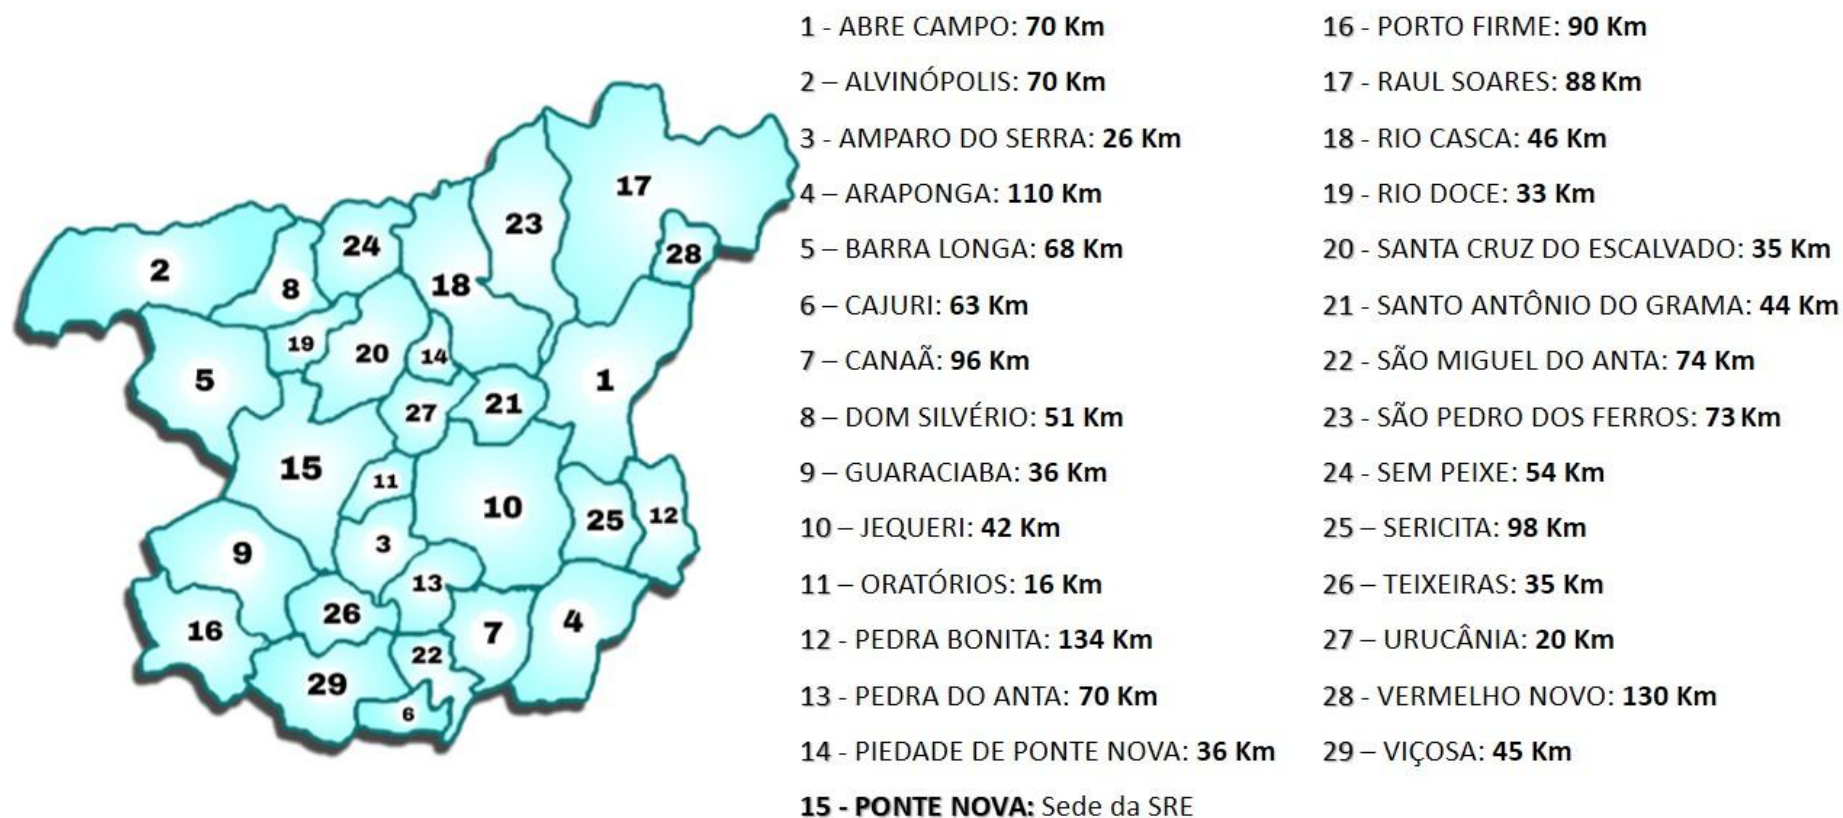 1 - ABRE CAMPO: 70 Km
2 – ALVINÓPOLIS: 70 Km
3 - AMPARO DO SERRA: 26 Km
4 – ARAPONGA: 110 Km
5 – BARRA LONGA: 68 Km
6 – CAJURI: 63 Km
7 – CANAÃ: 96 Km
8 – DOM SILVÉRIO: 51 Km
9 – GUARACIABA: 36 Km
10 – JEQUERI: 42 Km
11 – ORATÓRIOS: 16 Km
12 - PEDRA BONITA: 134 Km
13 - PEDRA DO ANTA: 70 Km
14 - PIEDADE DE PONTE NOVA: 36 Km
15 - PONTE NOVA: Sede da SRE
16 - PORTO FIRME: 90 Km
17 - RAUL SOARES: 88 Km
18 - RIO CASCA: 46 Km
19 - RIO DOCE: 33 Km
20 - SANTA CRUZ DO ESCALVADO: 35 Km
21 - SANTO ANTÔNIO DO GRAMA: 44 Km
22 - SÃO MIGUEL DO ANTA: 74 Km
23 - SÃO PEDRO DOS FERROS: 73 Km
24 - SEM PEIXE: 54 Km
25 – SERICITA: 98 Km
26 – TEIXEIRAS: 35 Km
27 – URUCÂNIA: 20 Km
28 - VERMELHO NOVO: 130 Km
29 – VIÇOSA: 45 Km
17
23
24
28
2
8
18
19
20
14
5
1
27
21
15
11
10
25
12
3
9
13
26
16
7
4
22
29
6